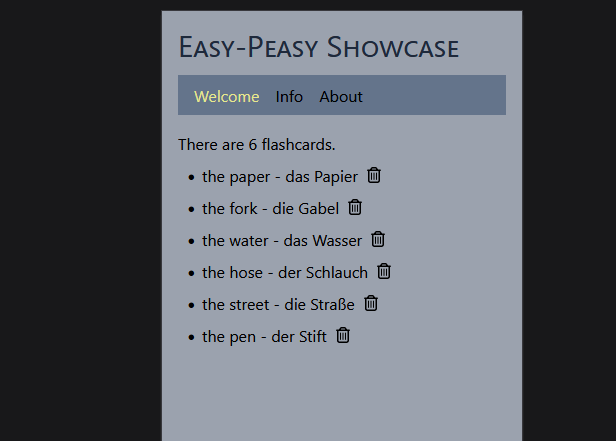 Easy-Peasy Showcase
Welcome Info About
There are 6 flashcards.
• the paper - das Papier
• the fork - die Gabel
• the water - das Wasser
• the hose - der Schlauch
• the street - die Straße
• the pen - der Stift